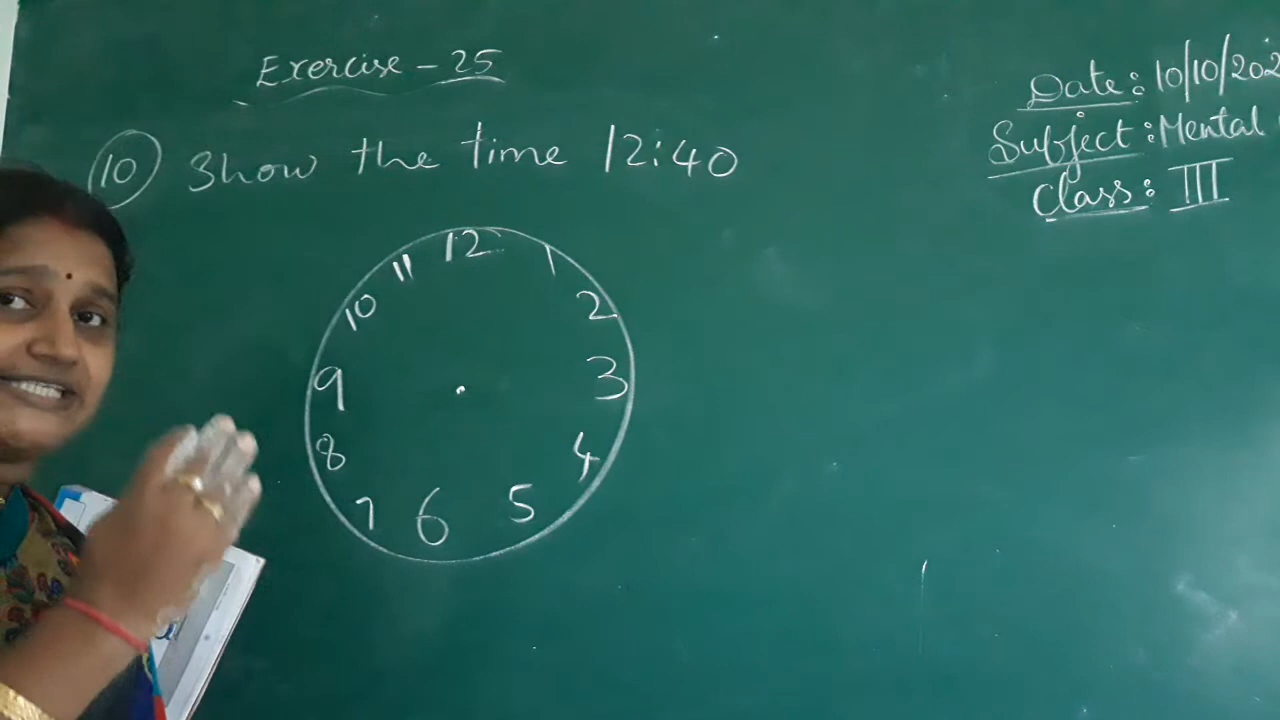 Exercise - 25
Date: 10/10/202
Subject: Mental
Class: III
10 Show the time 12:40
12
11 1
10 2
9 3
8 4
7 5
6